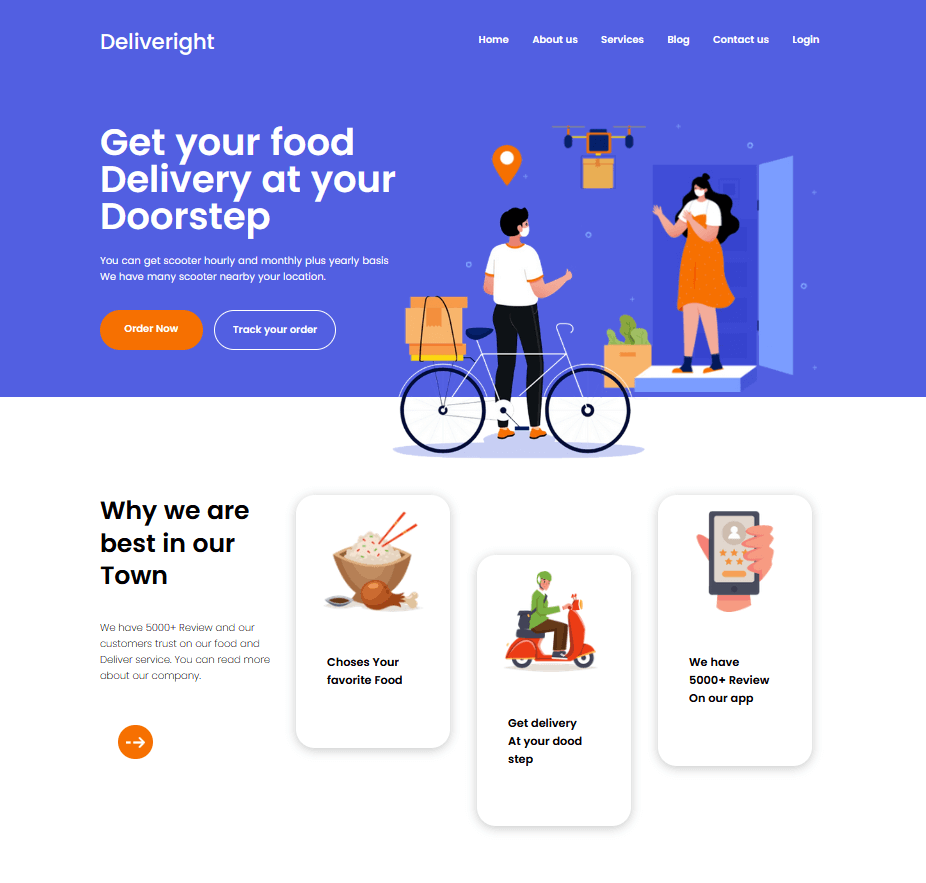 Deliveright
Home About us Services Blog Contact us Login
Get your food
Delivery at your
Doorstep
You can get scooter hourly and monthly plus yearly basis
We have many scooter nearby your location.
Order Now
Track your order
Why we are
best in our
Town
We have 5000+ Review and our
customers trust on our food and
Deliver service. You can read more
about our company.
Choses Your
favorite Food
Get delivery
At your dood
step
We have
5000+ Review
On our app